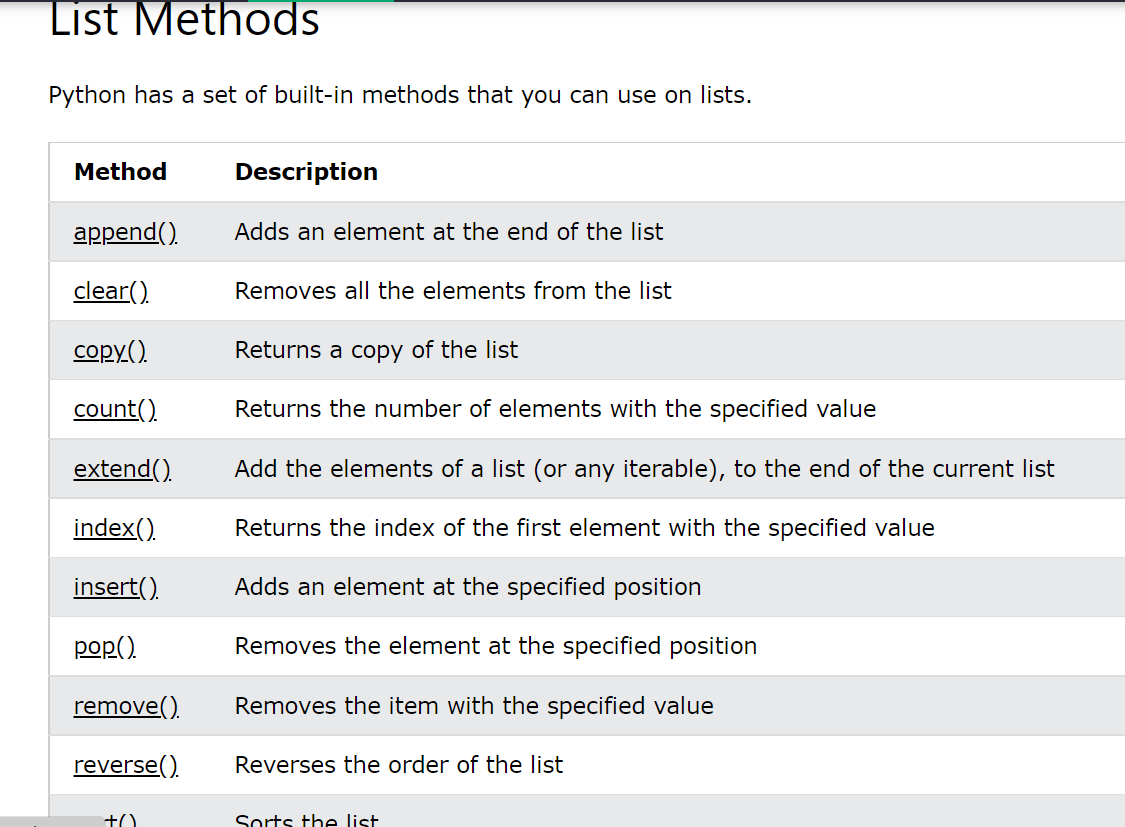 List Methods
Python has a set of built-in methods that you can use on lists.
Method Description
append() Adds an element at the end of the list
clear() Removes all the elements from the list
copy() Returns a copy of the list
count() Returns the number of elements with the specified value
extend() Add the elements of a list (or any iterable), to the end of the current list
index() Returns the index of the first element with the specified value
insert() Adds an element at the specified position
pop() Removes the element at the specified position
remove() Removes the item with the specified value
reverse() Reverses the order of the list
Sorts the list